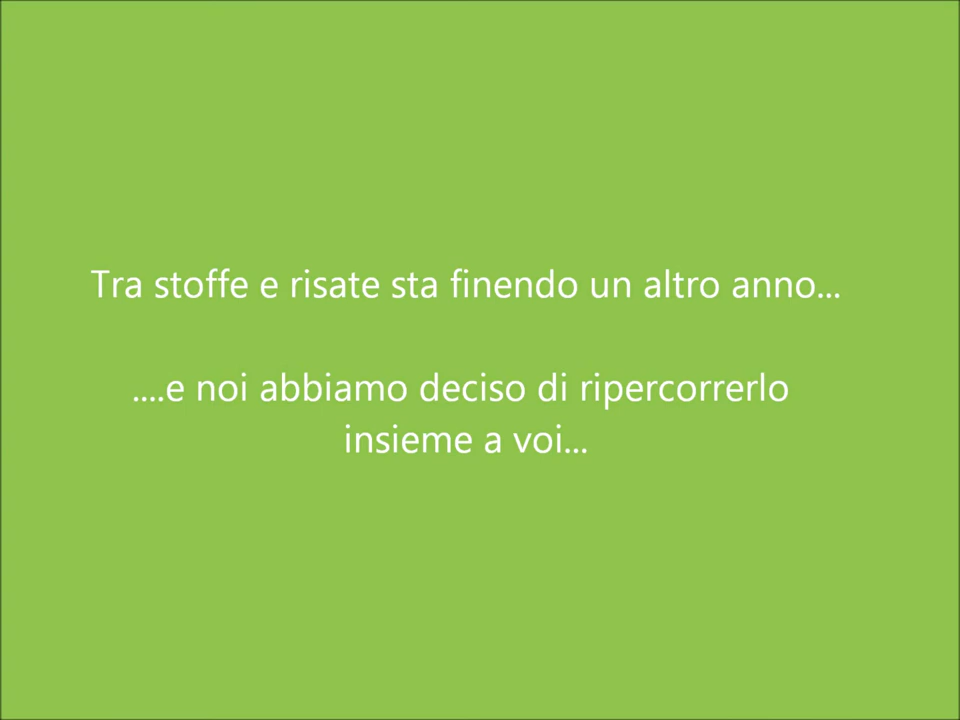 Tra stoffe e risate sta finendo un altro anno...
....e noi abbiamo deciso di ripercorrerlo
insieme a voi...